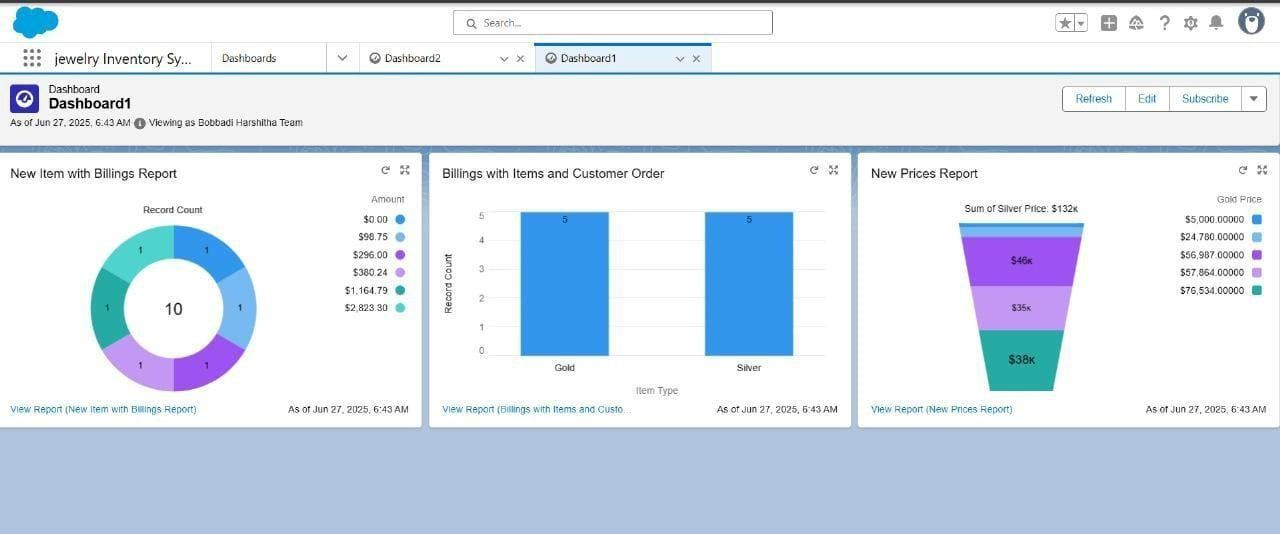 Search...
jewelry Inventory Sy...
Dashboards
Dashboard2
Dashboard1
Dashboard
Dashboard1
As of Jun 27, 2025, 6:43 AM Viewing as Bobbadi Harshitha Team
Refresh
Edit
Subscribe
New Item with Billings Report
Record Count
1
1
1
1
1
1
10
Amount
$0.00
$98.75
$296.00
$380.24
$1,164.79
$2,823.30
View Report (New Item with Billings Report)
As of Jun 27, 2025, 6:43 AM
Billings with Items and Customer Order
Record Count
5
4
3
2
1
0
5
5
Gold
Silver
Item Type
View Report (Billings with Items and Custo...
As of Jun 27, 2025, 6:43 AM
New Prices Report
Sum of Silver Price: $132K
$46K
$35K
$38K
Gold Price
$5,000.00000
$24,780.00000
$56,987.00000
$57,864.00000
$76,534.00000
View Report (New Prices Report)
As of Jun 27, 2025, 6:43 AM